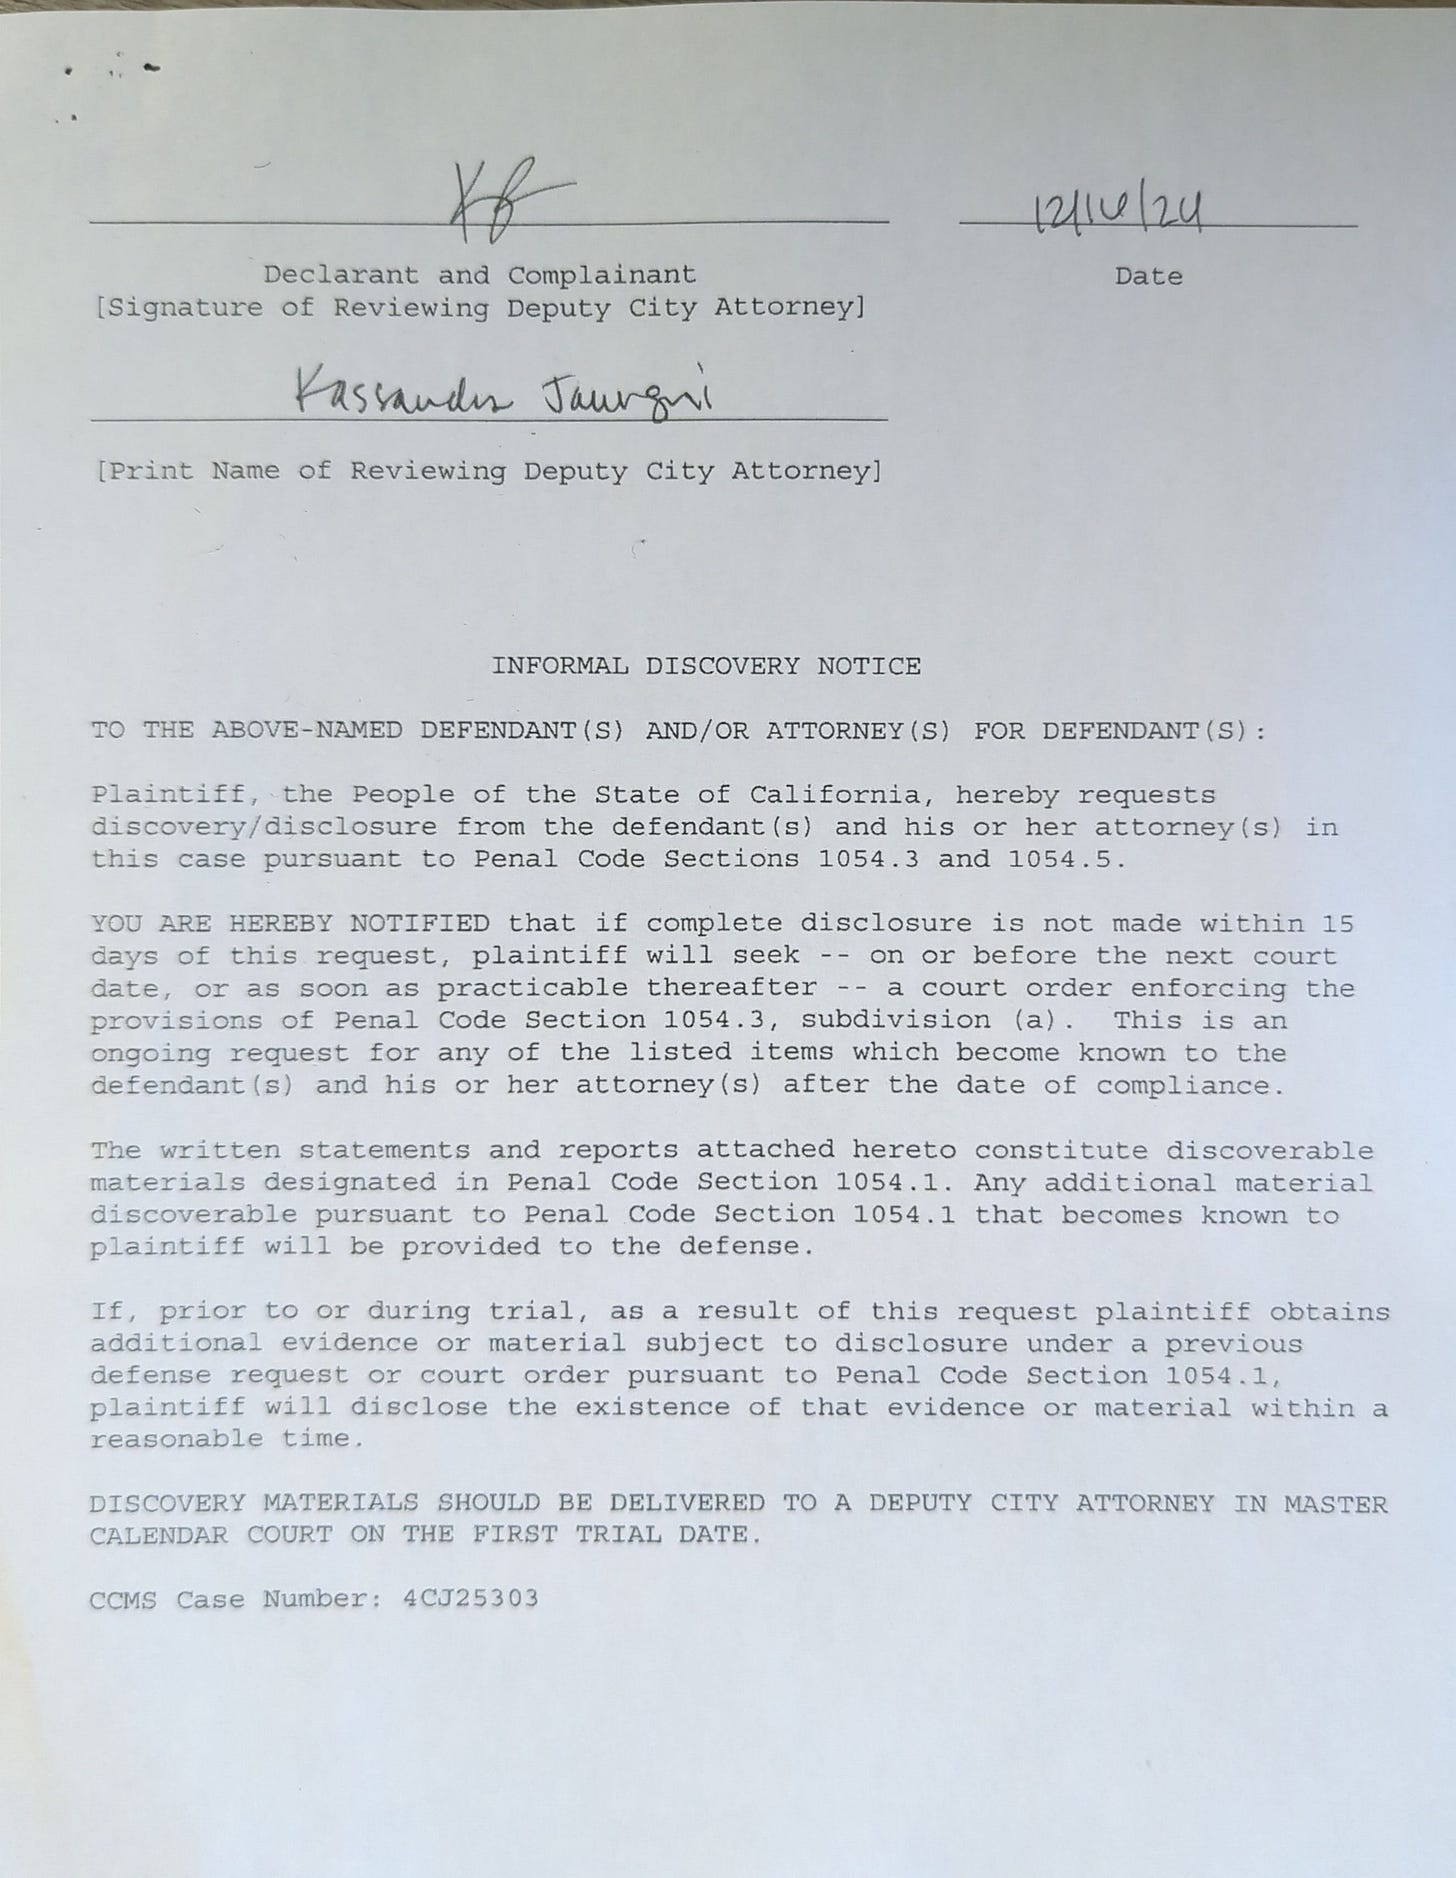 12/16/24
Declarant and Complainant Date
[Signature of Reviewing Deputy City Attorney]
Kassandra
[Print Name of Reviewing Deputy City Attorney]
INFORMAL DISCOVERY NOTICE
TO THE ABOVE-NAMED DEFENDANT(S) AND/OR ATTORNEY(S) FOR DEFENDANT(S):
Plaintiff, the People of the State of California, hereby requests
discovery/disclosure from the defendant(s) and his or her attorney(s) in
this case pursuant to Penal Code Sections 1054.3 and 1054.5.
YOU ARE HEREBY NOTIFIED that if complete disclosure is not made within 15
days of this request, plaintiff will seek -- on or before the next court
date, or as soon as practicable thereafter -- a court order enforcing the
provisions of Penal Code Section 1054.3, subdivision (a). This is an
ongoing request for any of the listed items which become known to the
defendant(s) and his or her attorney(s) after the date of compliance.
The written statements and reports attached hereto constitute discoverable
materials designated in Penal Code Section 1054.1. Any additional material
discoverable pursuant to Penal Code Section 1054.1 that becomes known to
plaintiff will be provided to the defense.
If, prior to or during trial, as a result of this request plaintiff obtains
additional evidence or material subject to disclosure under a previous
defense request or court order pursuant to Penal Code Section 1054.1,
plaintiff will disclose the existence of that evidence or material within a
reasonable time.
DISCOVERY MATERIALS SHOULD BE DELIVERED TO A DEPUTY CITY ATTORNEY IN MASTER
CALENDAR COURT ON THE FIRST TRIAL DATE.
CCMS Case Number: 4CJ25303